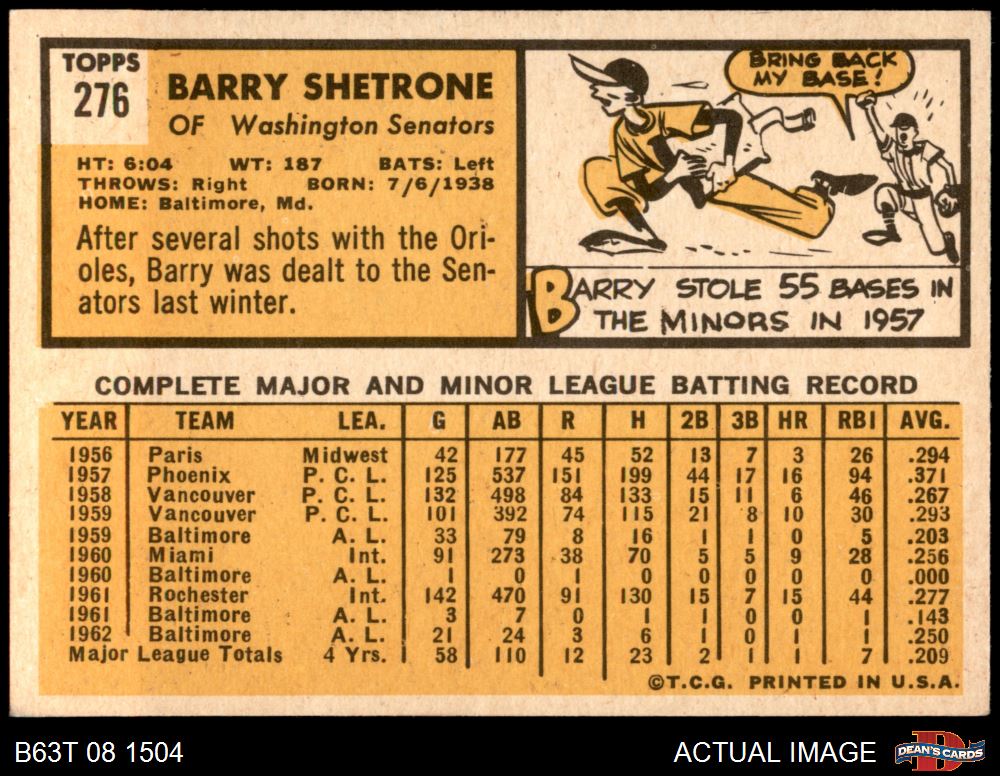 TOPPS
276
BARRY SHETRONE
OF Washington Senators
HT: 6:04 WT: 187 BATS: Left
THROWS: Right BORN: 7/6/1938
HOME: Baltimore, Md.
After several shots with the Ori-
oles, Barry was dealt to the Sen-
ators last winter.
BRING BACK
MY BASE!
BARRY STOLE 55 BASES IN
THE MINORS IN 1957
COMPLETE MAJOR AND MINOR LEAGUE BATTING RECORD
YEAR TEAM LEA. G AB R H 2B 3B HR RBI AVG.
1956 Paris Midwest 42 177 45 52 13 7 3 26 .294
1957 Phoenix P. C. L. 125 537 151 199 44 17 16 94 .371
1958 Vancouver P. C. L. 132 498 84 133 15 11 6 46 .267
1959 Vancouver P. C. L. 101 392 74 115 21 8 10 30 .293
1959 Baltimore A. L. 33 79 8 16 1 1 0 5 .203
1960 Miami Int. 91 273 38 70 5 5 9 28 .256
1960 Baltimore A. L. 1 0 1 0 0 0 0 0 .000
1961 Rochester Int. 142 470 91 130 15 7 15 44 .277
1961 Baltimore A. L. 3 7 0 1 1 0 0 1 .143
1962 Baltimore A. L. 21 24 3 6 1 0 1 1 .250
Major League Totals 4 Yrs. 58 110 12 23 2 1 1 7 .209
©T.C.G. PRINTED IN U.S.A.
B63T 08 1504
ACTUAL IMAGE
DEAN'S CARDS